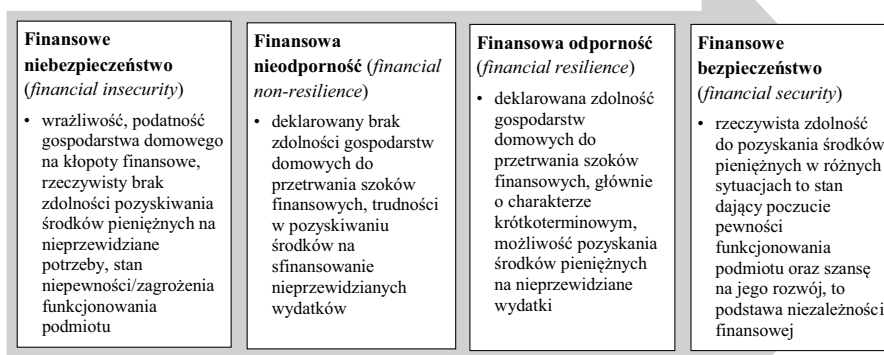 Finansowe
niebezpieczeństwo
(financial insecurity)
• wrażliwość, podatność
gospodarstwa domowego
na kłopoty finansowe,
rzeczywisty brak
zdolności pozyskiwania
środków pieniężnych na
nieprzewidziane
potrzeby, stan
niepewności/zagrożenia
funkcjonowania
podmiotu
Finansowa
nieodporność (financial
non-resilience)
• deklarowany brak
zdolności gospodarstw
domowych do
przetrwania szoków
finansowych, trudności
w pozyskiwaniu
środków na
sfinansowanie
nieprzewidzianych
wydatków
Finansowa odporność
(financial resilience)
• deklarowana zdolność
gospodarstw
domowych do
przetrwania szoków
finansowych, głównie
o charakterze
krótkoterminowym,
możliwość pozyskania
środków pieniężnych
na nieprzewidziane
wydatki
Finansowe
bezpieczeństwo
(financial security)
• rzeczywista zdolność
do pozyskania środków
pieniężnych w różnych
sytuacjach to stan
dający poczucie
pewności
funkcjonowania
podmiotu oraz szansę
na jego rozwój, to
podstawa niezależności
finansowej